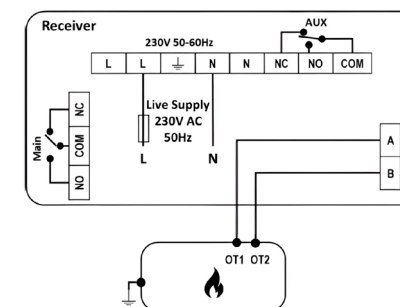 Receiver
AUX
230V 50-60Hz
L L N N NC NO COM
Live Supply
230V AC
50Hz
L N
Main
NC
COM
NO
A
B
OT1 OT2